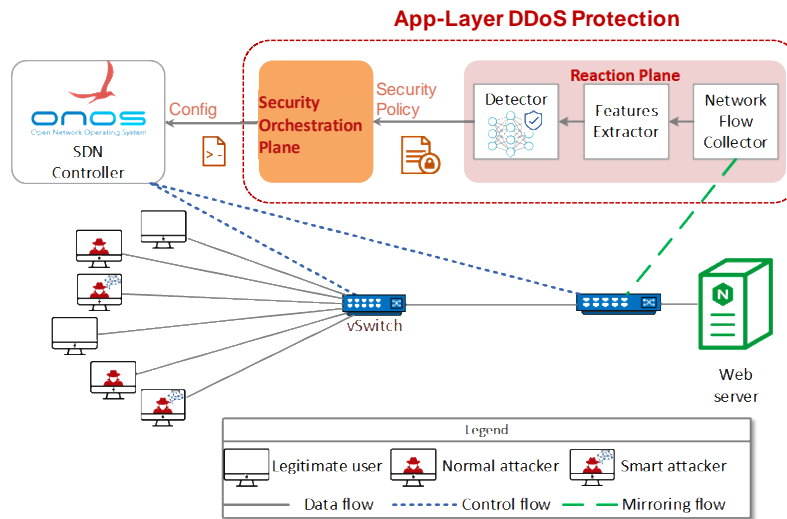 App-Layer DDoS Protection
Reaction Plane
onos
Open Network Operating System
SDN
Controller
Config
>-
Security
Orchestration
Plane
Security
Policy
Detector
Features
Extractor
Network
Flow
Collector
vSwitch
N
Web
server
Legend
Legitimate user
Normal attacker
Smart attacker
Data flow
Control flow
Mirroring flow